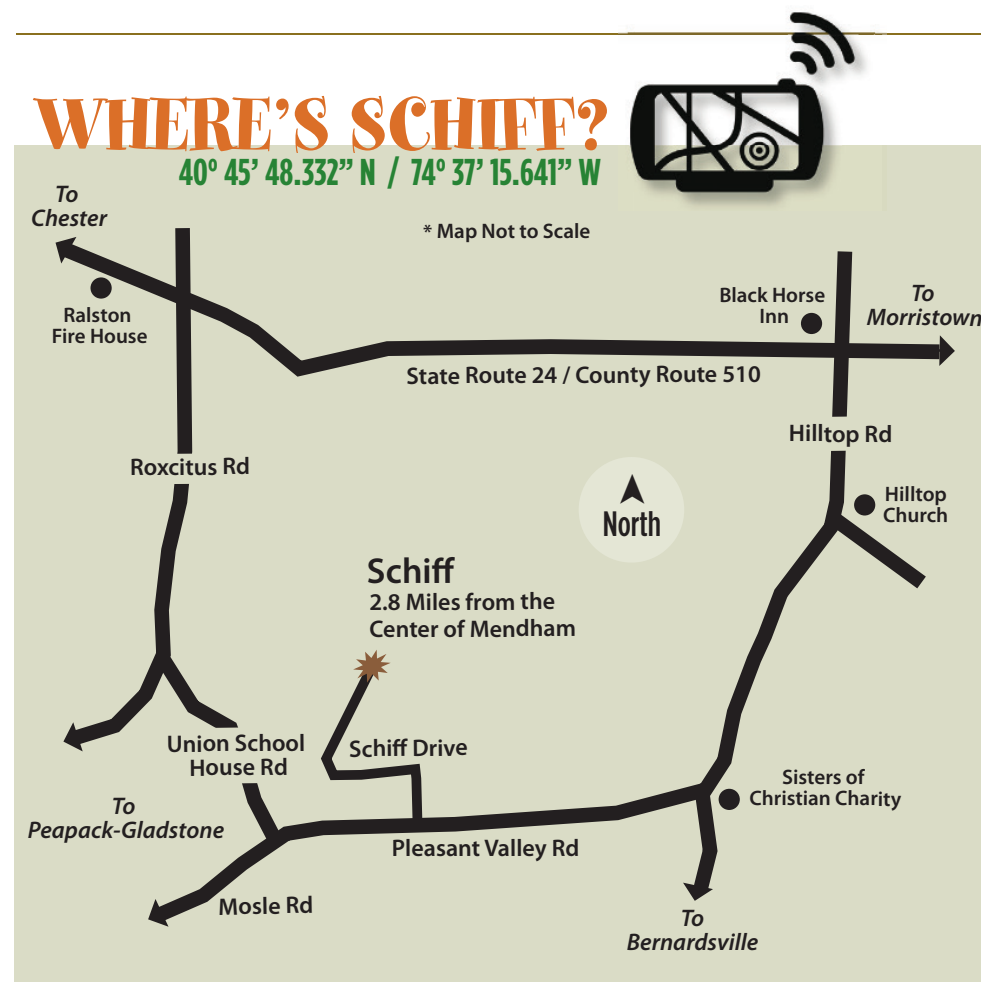 WHERE’S SCHIFF?
40º 45’ 48.332” N / 74º 37’ 15.641” W
* Map Not to Scale
To
Chester
Ralston
Fire House
Black Horse
Inn
To
Morristown
State Route 24 / County Route 510
Hilltop Rd
Roxcitus Rd
Hilltop
Church
North
Schiff
2.8 Miles from the
Center of Mendham
Union School
House Rd
Schiff Drive
Sisters of
Christian Charity
To
Peapack-Gladstone
Pleasant Valley Rd
Mosle Rd
To
Bernardsville